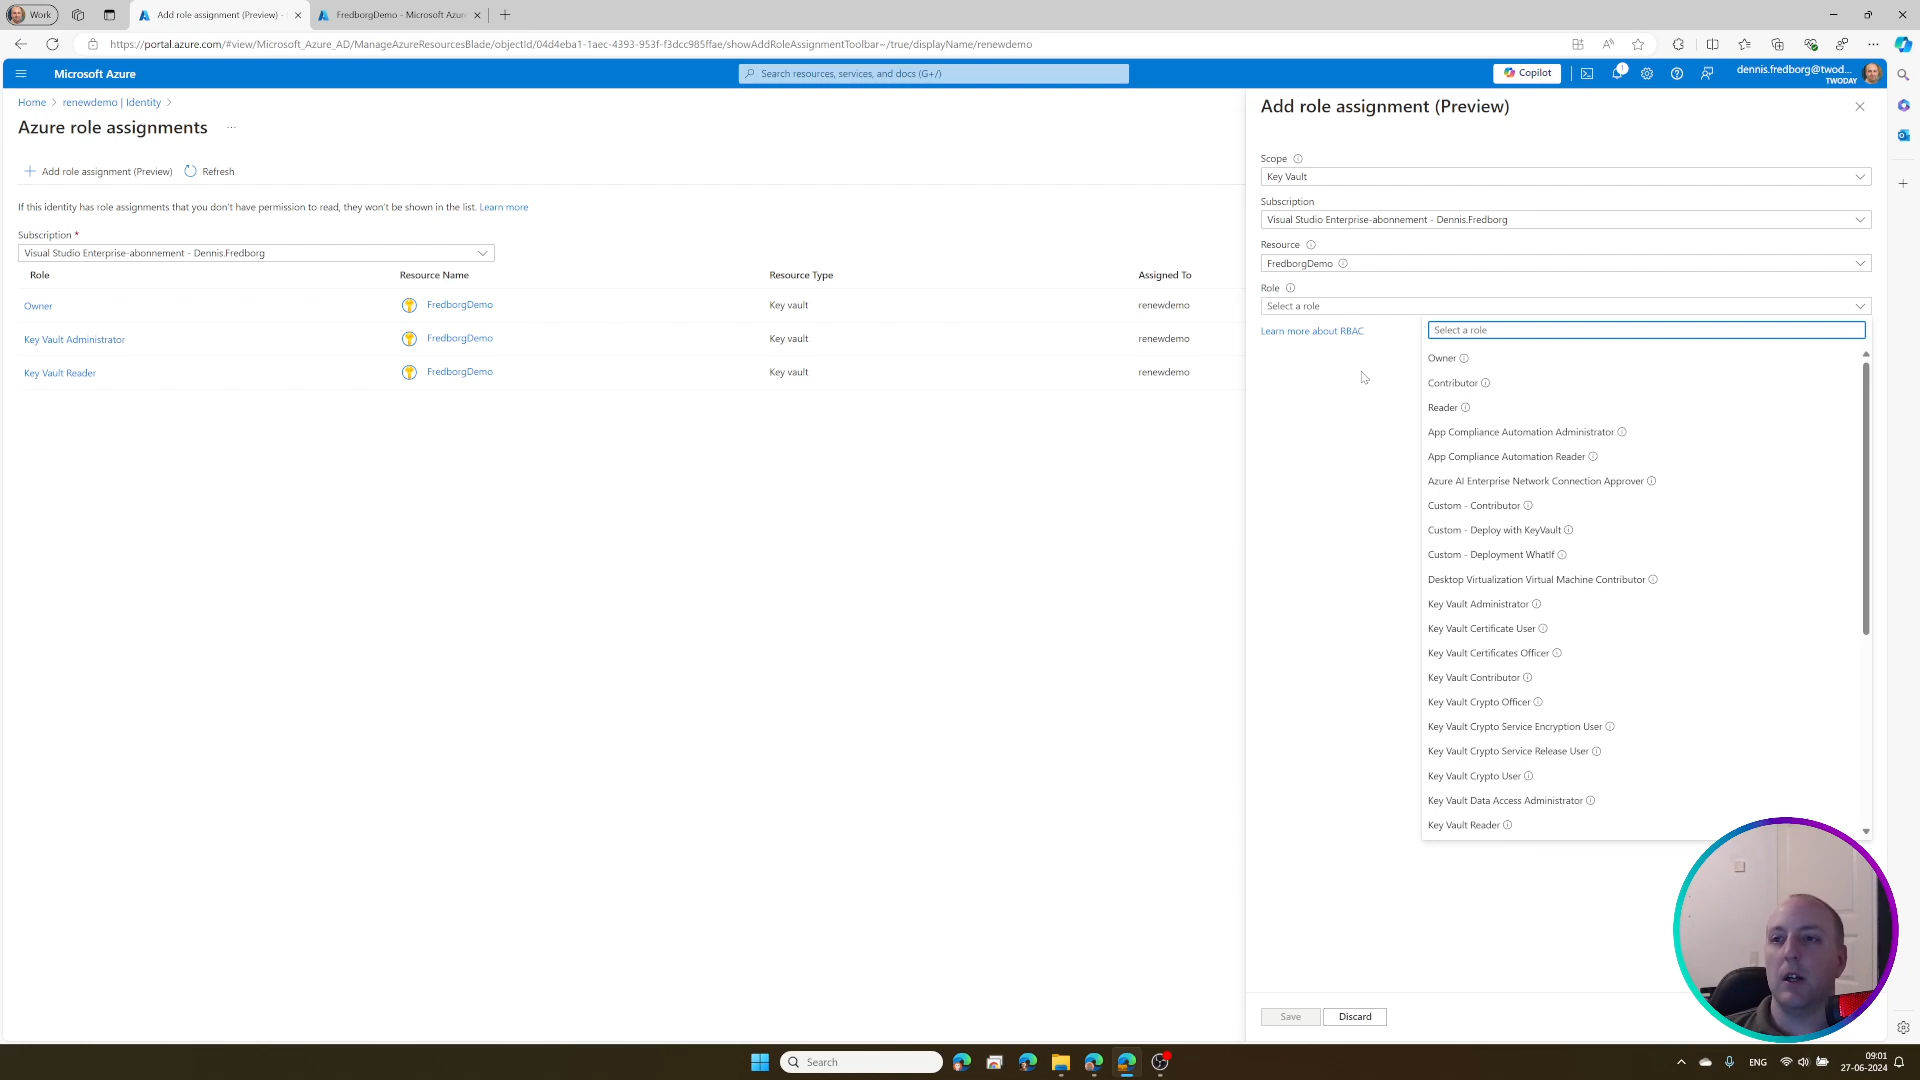 Work
Add role assignment (Preview) -
FredborgDemo - Microsoft Azur
https://portal.azure.com/#view/Microsoft_Azure_AD/ManageAzureResourcesBlade/objectId/04d4eba1-1aec-4393-953f-f3dcc985ffae/showAddRoleAssignmentToolbar~/true/displayName/renewdemo
Microsoft Azure
Search resources, services, and docs (G+/)
Copilot
1
dennis.fredborg@twod...
TWODAY
Home > renewdemo | Identity >
Azure role assignments ...
Add role assignment (Preview) Refresh
If this identity has role assignments that you don't have permission to read, they won't be shown in the list. Learn more
Subscription *
Visual Studio Enterprise-abonnement - Dennis.Fredborg
Role Resource Name Resource Type Assigned To
Owner FredborgDemo Key vault renewdemo
Key Vault Administrator FredborgDemo Key vault renewdemo
Key Vault Reader FredborgDemo Key vault renewdemo
Add role assignment (Preview)
Scope
Key Vault
Subscription
Visual Studio Enterprise-abonnement - Dennis.Fredborg
Resource
FredborgDemo
Role
Select a role
Learn more about RBAC
Select a role
Owner
Contributor
Reader
App Compliance Automation Administrator
App Compliance Automation Reader
Azure AI Enterprise Network Connection Approver
Custom - Contributor
Custom - Deploy with KeyVault
Custom - Deployment WhatIf
Desktop Virtualization Virtual Machine Contributor
Key Vault Administrator
Key Vault Certificate User
Key Vault Certificates Officer
Key Vault Contributor
Key Vault Crypto Officer
Key Vault Crypto Service Encryption User
Key Vault Crypto Service Release User
Key Vault Crypto User
Key Vault Data Access Administrator
Key Vault Reader
Save Discard
Search
ENG
09:01
27-06-2024